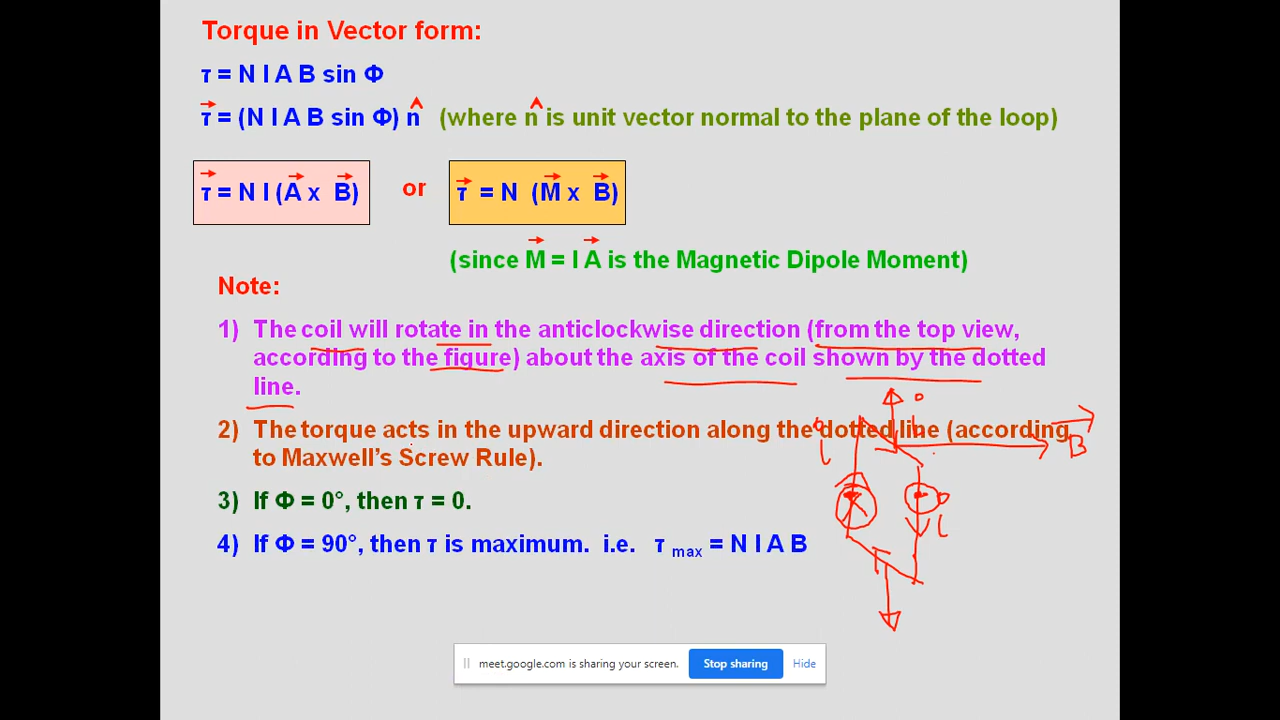 Torque in Vector form:
τ = N I A B sin Φ
τ⃗ = (N I A B sin Φ) n̂ (where n̂ is unit vector normal to the plane of the loop)
τ⃗ = N I (A⃗ x B⃗) or τ⃗ = N (M⃗ x B⃗)
(since M⃗ = I A⃗ is the Magnetic Dipole Moment)
Note:
1) The coil will rotate in the anticlockwise direction (from the top view,
according to the figure) about the axis of the coil shown by the dotted
line.
2) The torque acts in the upward direction along the dotted line (according
to Maxwell's Screw Rule).
3) If Φ = 0°, then τ = 0.
4) If Φ = 90°, then τ is maximum. i.e. τ max = N I A B
B⃗
meet.google.com is sharing your screen. Stop sharing Hide